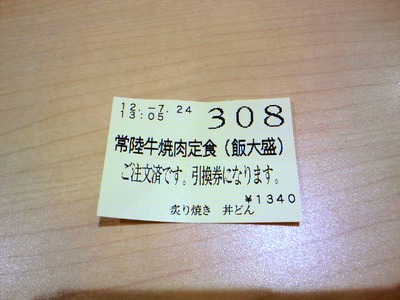 12.-7.24
13:05
308
常陸牛焼肉定食(飯大盛)
ご注文済です。引換券になります。
¥1340
炙り焼き 丼どん